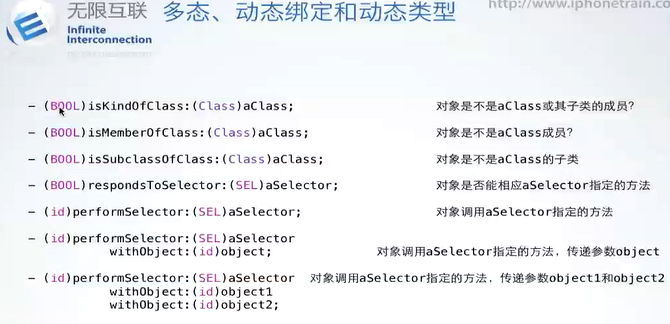 无限互联
Infinite
Interconnection
多态、动态绑定和动态类型
http://www.iphonetrain.co
- (BOOL)isKindOfClass:(Class)aClass; 对象是不是aClass或其子类的成员?
- (BOOL)isMemberOfClass:(Class)aClass; 对象是不是aClass成员?
- (BOOL)isSubclassOfClass:(Class)aClass; 对象是不是aClass的子类
- (BOOL)respondsToSelector:(SEL)aSelector; 对象是否能相应aSelector指定的方法
- (id)performSelector:(SEL)aSelector; 对象调用aSelector指定的方法
- (id)performSelector:(SEL)aSelector
withObject:(id)object; 对象调用aSelector指定的方法，传递参数object
- (id)performSelector:(SEL)aSelector 对象调用aSelector指定的方法，传递参数object1和object2
withObject:(id)object1
withObject:(id)object2;